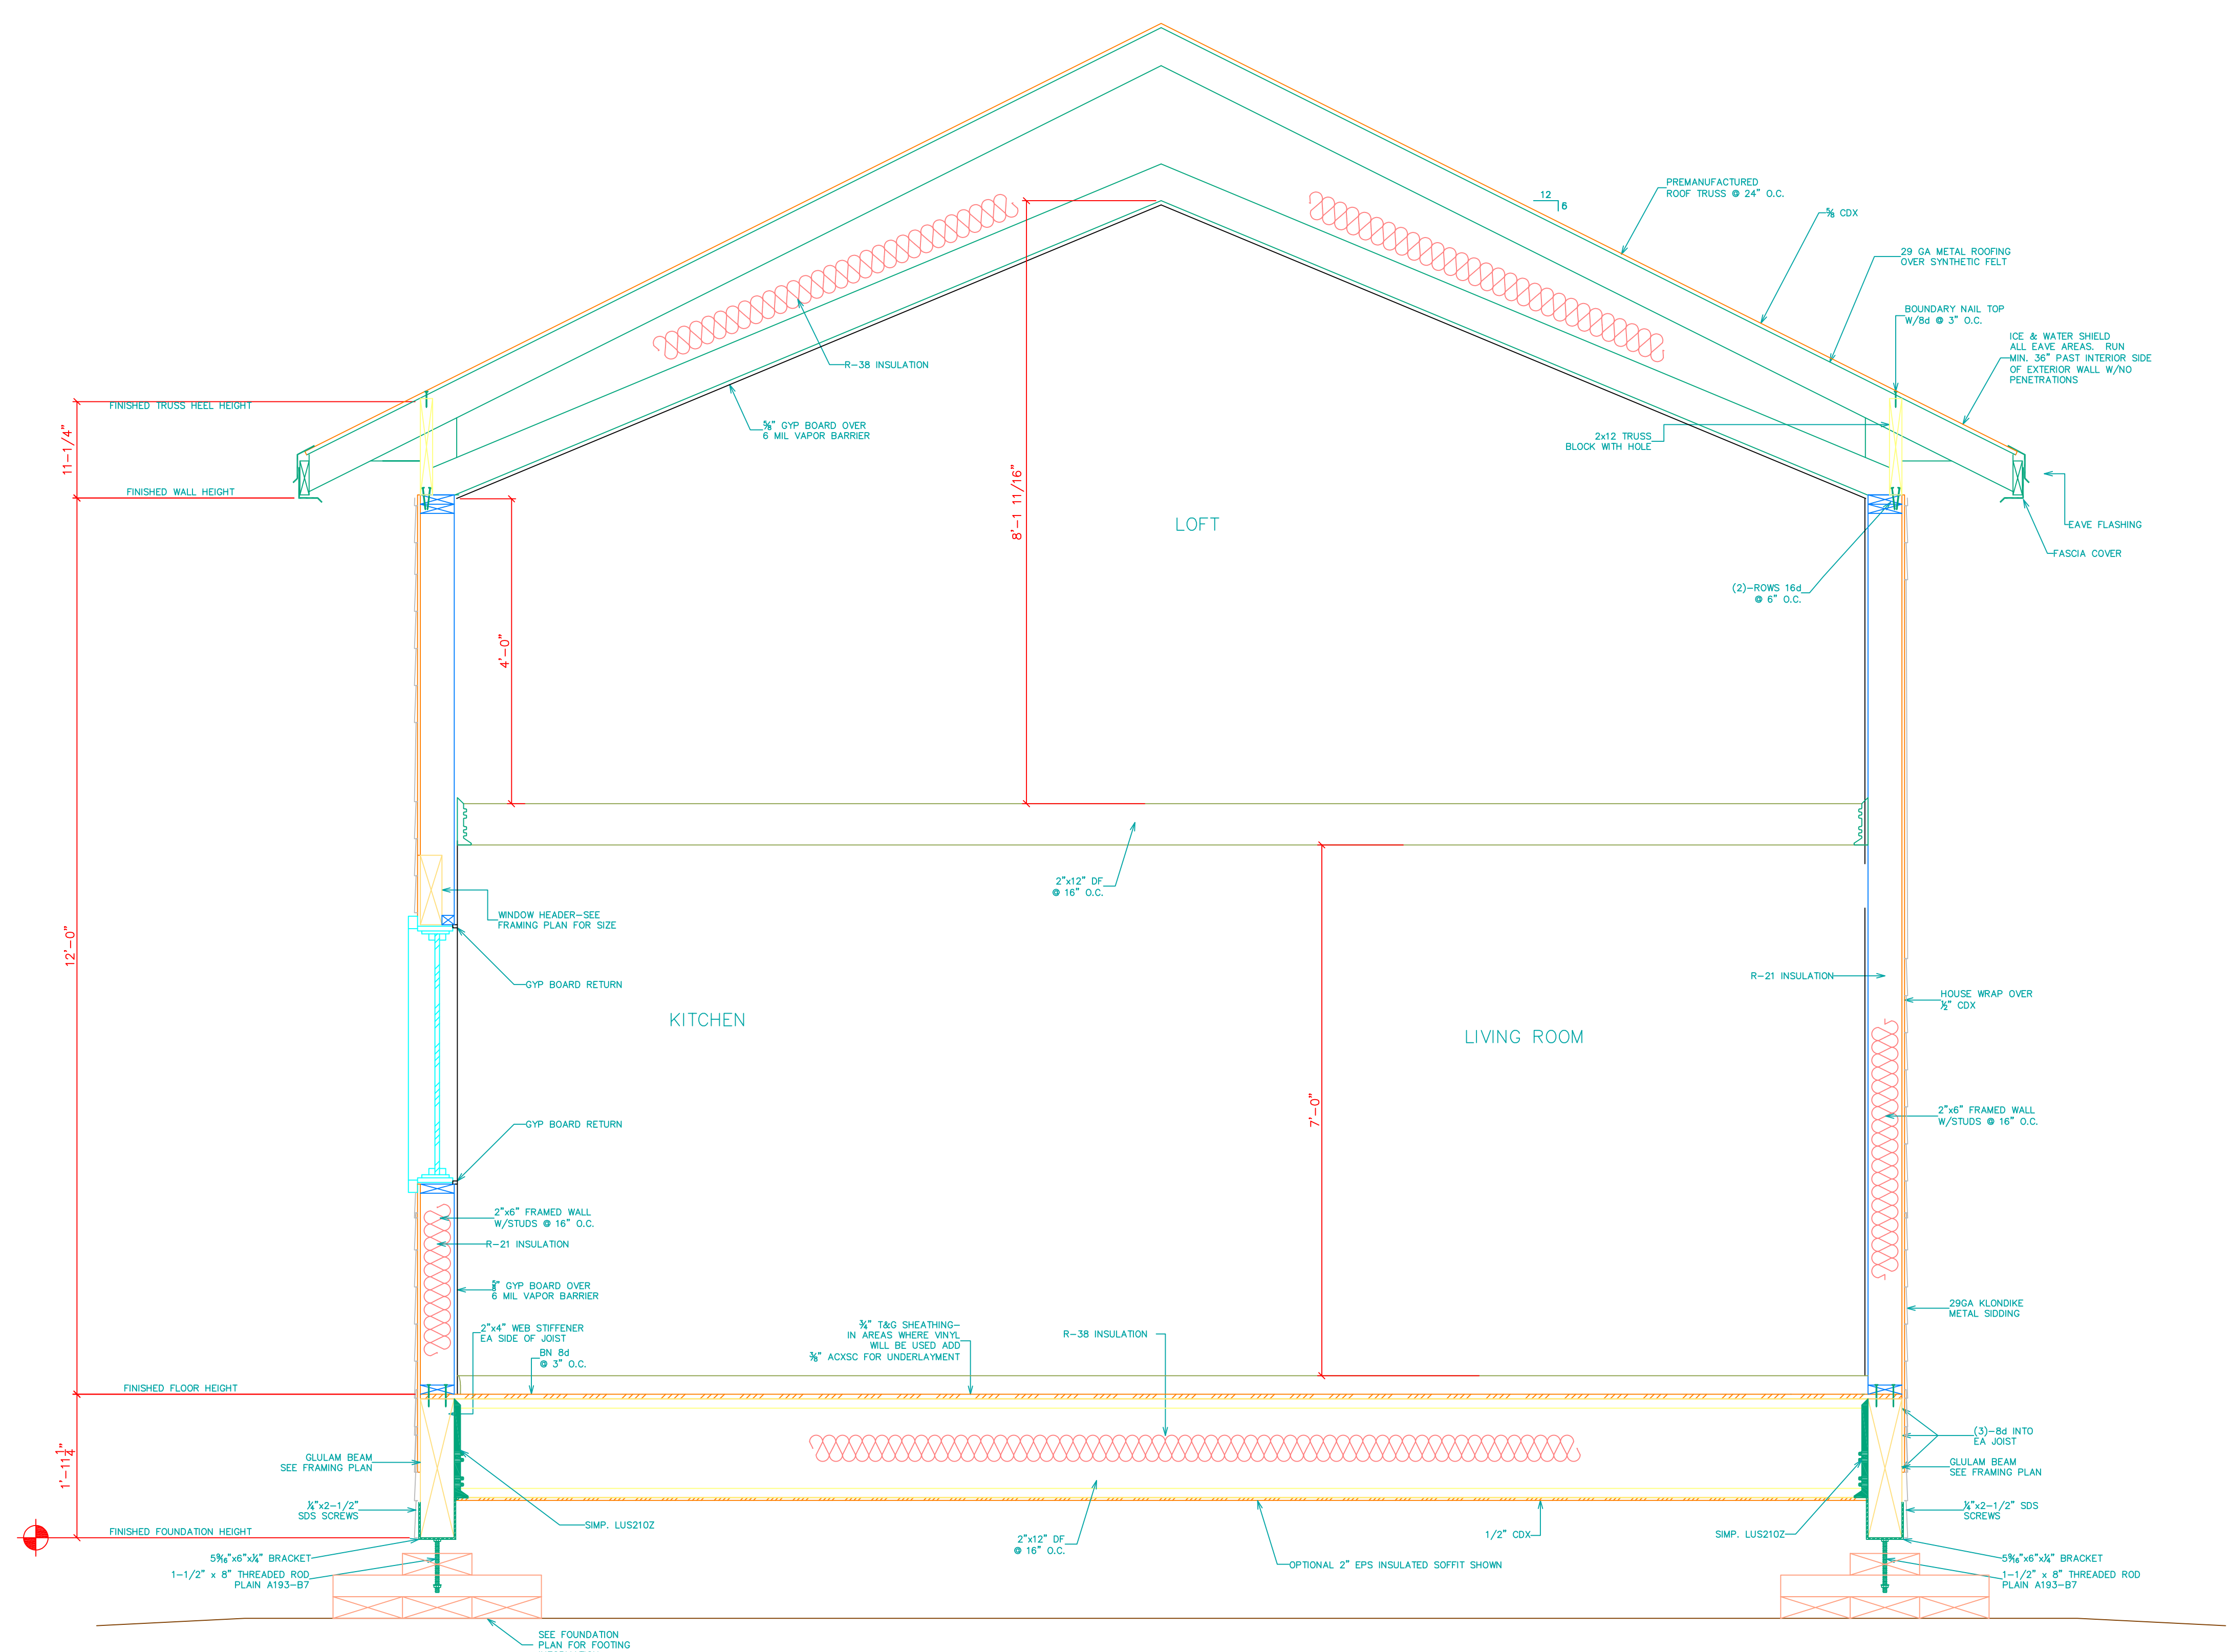 12
6
PREMANUFACTURED
ROOF TRUSS @ 24" O.C.
⅝ CDX
29 GA METAL ROOFING
OVER SYNTHETIC FELT
BOUNDARY NAIL TOP
W/8d @ 3" O.C.
ICE & WATER SHIELD
ALL EAVE AREAS. RUN
MIN. 36" PAST INTERIOR SIDE
OF EXTERIOR WALL W/NO
PENETRATIONS
R-38 INSULATION
FINISHED TRUSS HEEL HEIGHT
11-1/4"
⅝" GYP BOARD OVER
6 MIL VAPOR BARRIER
2x12 TRUSS
BLOCK WITH HOLE
FINISHED WALL HEIGHT
8'-1 11/16"
LOFT
EAVE FLASHING
FASCIA COVER
(2)-ROWS 16d
@ 6" O.C.
4'-0"
2"x12" DF
@ 16" O.C.
WINDOW HEADER-SEE
FRAMING PLAN FOR SIZE
12'-0"
GYP BOARD RETURN
R-21 INSULATION
HOUSE WRAP OVER
½" CDX
KITCHEN
LIVING ROOM
GYP BOARD RETURN
7'-0"
2"x6" FRAMED WALL
W/STUDS @ 16" O.C.
2"x6" FRAMED WALL
W/STUDS @ 16" O.C.
R-21 INSULATION
⅝" GYP BOARD OVER
6 MIL VAPOR BARRIER
29GA KLONDIKE
METAL SIDDING
2"x4" WEB STIFFENER
EA SIDE OF JOIST
BN 8d
@ 3" O.C.
¾" T&G SHEATHING-
IN AREAS WHERE VINYL
WILL BE USED ADD
⅜" ACXSC FOR UNDERLAYMENT
R-38 INSULATION
FINISHED FLOOR HEIGHT
1'-11 1/4"
GLULAM BEAM
SEE FRAMING PLAN
(3)-8d INTO
EA JOIST
GLULAM BEAM
SEE FRAMING PLAN
¼"x2-1/2"
SDS SCREWS
¼"x2-1/2" SDS
SCREWS
SIMP. LUS210Z
SIMP. LUS210Z
FINISHED FOUNDATION HEIGHT
2"x12" DF
@ 16" O.C.
1/2" CDX
OPTIONAL 2" EPS INSULATED SOFFIT SHOWN
5 9/16"x6"x¼" BRACKET
1-1/2" x 8" THREADED ROD
PLAIN A193-B7
5 9/16"x6"x¼" BRACKET
1-1/2" x 8" THREADED ROD
PLAIN A193-B7
SEE FOUNDATION
PLAN FOR FOOTING